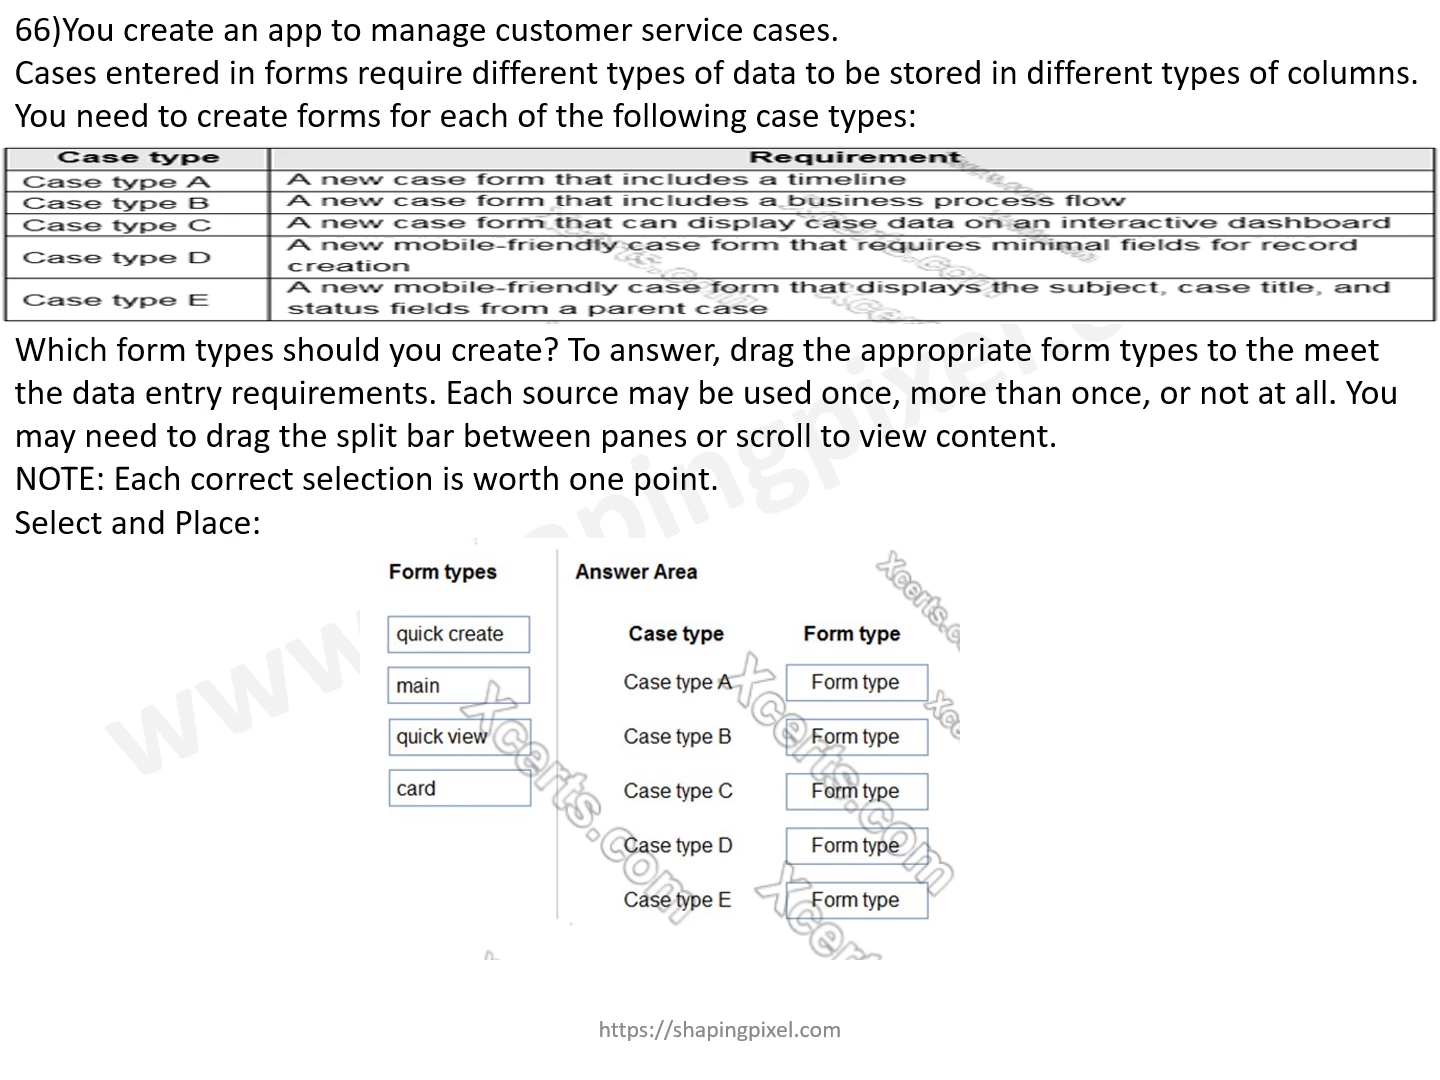 66)You create an app to manage customer service cases.
Cases entered in forms require different types of data to be stored in different types of columns.
You need to create forms for each of the following case types:
Case type Requirement
Case type A A new case form that includes a timeline
Case type B A new case form that includes a business process flow
Case type C A new case form that can display case data on an interactive dashboard
Case type D A new mobile-friendly case form that requires minimal fields for record
creation
Case type E A new mobile-friendly case form that displays the subject, case title, and
status fields from a parent case
Which form types should you create? To answer, drag the appropriate form types to the meet
the data entry requirements. Each source may be used once, more than once, or not at all. You
may need to drag the split bar between panes or scroll to view content.
NOTE: Each correct selection is worth one point.
Select and Place:
Form types Answer Area
quick create Case type Form type
main Case type A Form type
quick view Case type B Form type
card Case type C Form type
Case type D Form type
Case type E Form type
Xcerts.com
Xcerts.com
https://shapingpixel.com